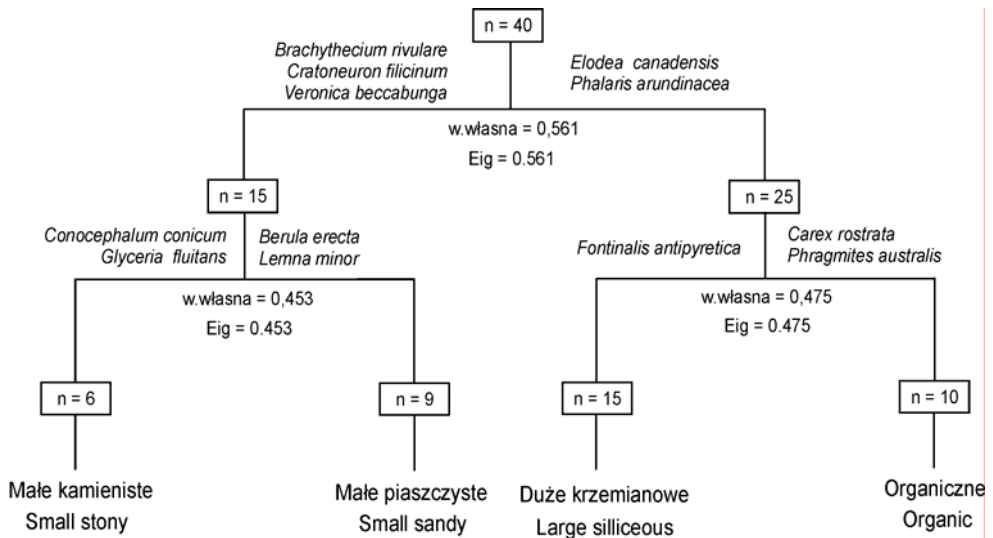 n = 40
Brachythecium rivulare
Cratoneuron filicinum
Veronica beccabunga
Elodea canadensis
Phalaris arundinacea
w.własna = 0,561
Eig = 0.561
n = 15
n = 25
Conocephalum conicum
Glyceria fluitans
Berula erecta
Lemna minor
Fontinalis antipyretica
Carex rostrata
Phragmites australis
w.własna = 0,453
Eig = 0.453
w.własna = 0,475
Eig = 0.475
n = 6
n = 9
n = 15
n = 10
Małe kamieniste
Small stony
Małe piaszczyste
Small sandy
Duże krzemianowe
Large silliceous
Organiczne
Organic